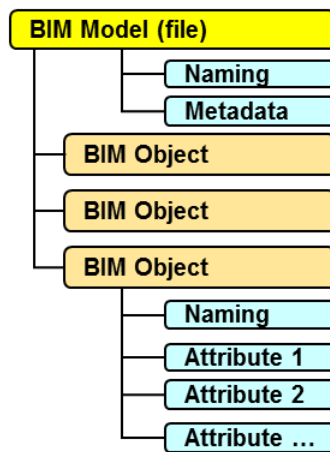 BIM Model (file)
Naming
Metadata
BIM Object
BIM Object
BIM Object
Naming
Attribute 1
Attribute 2
Attribute ...